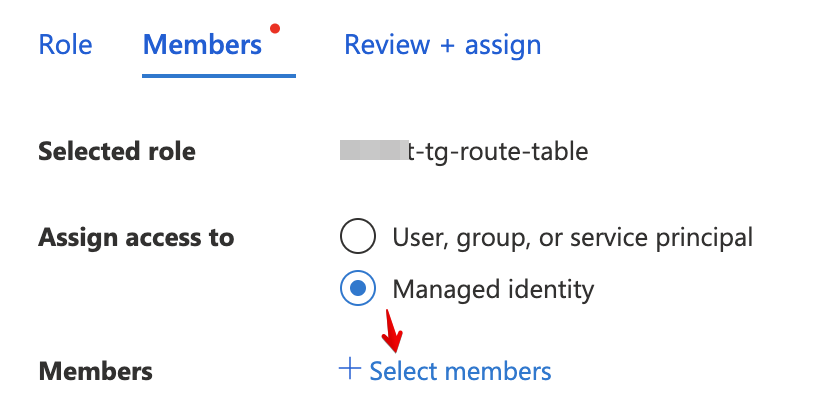 Role Members Review + assign
Selected role t-tg-route-table
Assign access to User, group, or service principal
Managed identity
Members + Select members